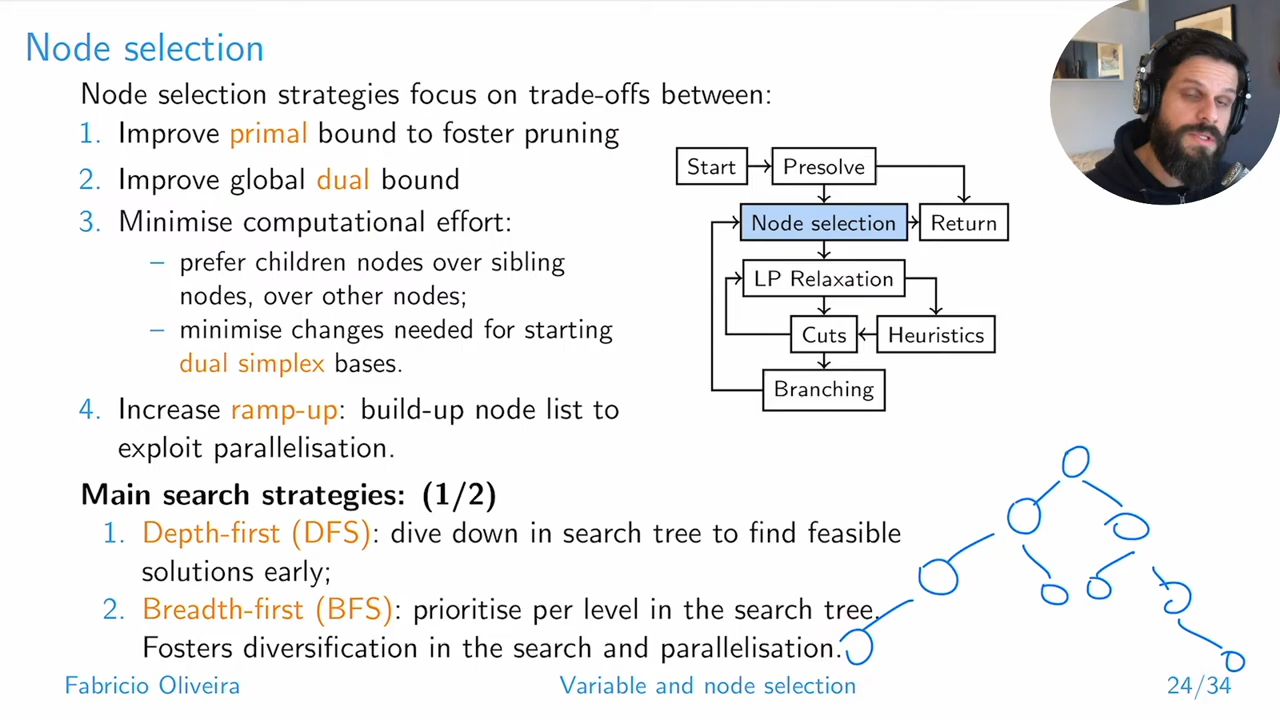 Node selection
Node selection strategies focus on trade-offs between:
1. Improve primal bound to foster pruning
2. Improve global dual bound
3. Minimise computational effort:
– prefer children nodes over sibling
nodes, over other nodes;
– minimise changes needed for starting
dual simplex bases.
4. Increase ramp-up: build-up node list to
exploit parallelisation.
Start
Presolve
Node selection
Return
LP Relaxation
Cuts
Heuristics
Branching
Main search strategies: (1/2)
1. Depth-first (DFS): dive down in search tree to find feasible
solutions early;
2. Breadth-first (BFS): prioritise per level in the search tree.
Fosters diversification in the search and parallelisation.
Fabricio Oliveira
Variable and node selection
24/34